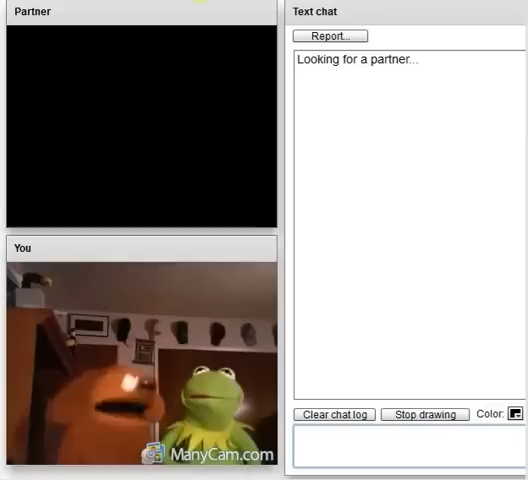 Partner
Text chat
Report...
Looking for a partner...
You
ManyCam.com
Clear chat log
Stop drawing
Color: